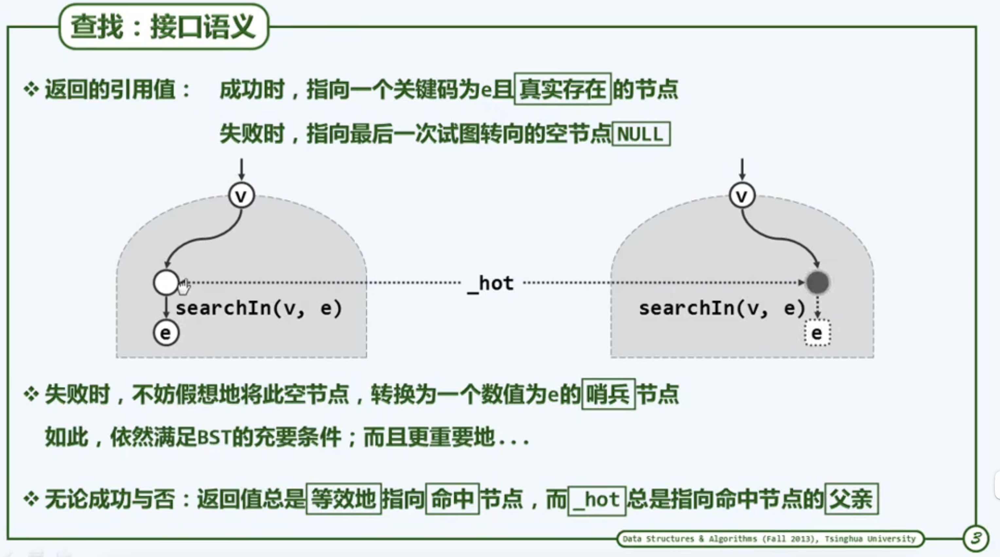 查找：接口语义
❖ 返回的引用值： 成功时，指向一个关键码为e且真实存在的节点
失败时，指向最后一次试图转向的空节点NULL
v
v
_hot
searchIn(v, e)
searchIn(v, e)
e
e
❖ 失败时，不妨假想地将此空节点，转换为一个数值为e的哨兵节点
如此，依然满足BST的充要条件；而且更重要地...
❖ 无论成功与否：返回值总是等效地指向命中节点，而_hot总是指向命中节点的父亲
Data Structures & Algorithms (Fall 2013), Tsinghua University
3